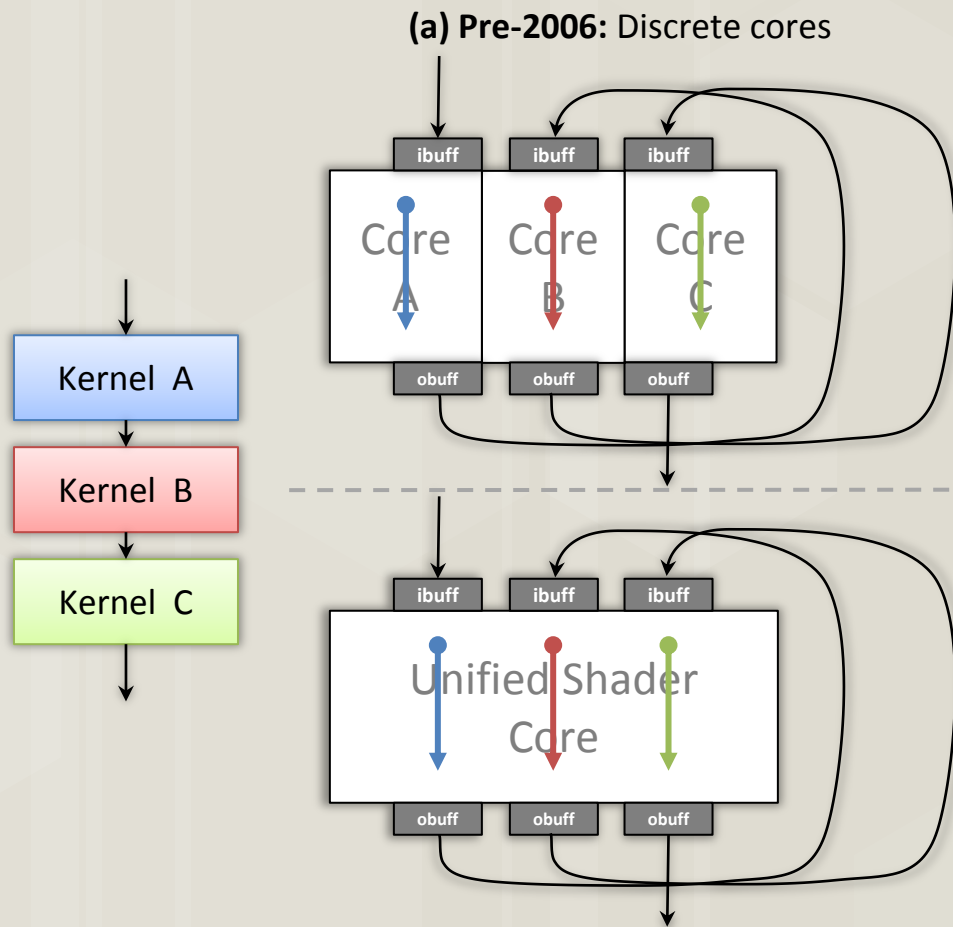 (a) Pre-2006: Discrete cores
ibuff ibuff ibuff
Core A
Core B
Core C
obuff obuff obuff
Kernel A
Kernel B
Kernel C
ibuff ibuff ibuff
Unified Shader
Core
obuff obuff obuff